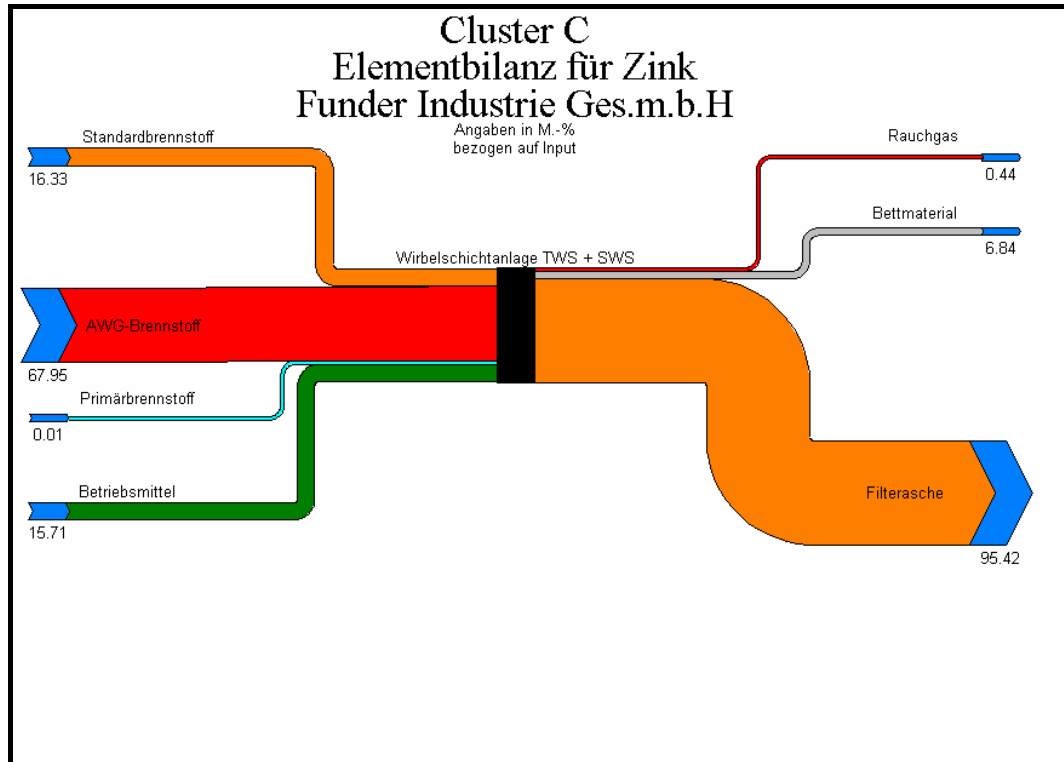 Cluster C
Elementbilanz für Zink
Funder Industrie Ges.m.b.H
Angaben in M.-%
bezogen auf Input
Standardbrennstoff
16.33
Rauchgas
0.44
Bettmaterial
6.84
Wirbelschichtanlage TWS + SWS
AWG-Brennstoff
67.95
Primärbrennstoff
0.01
Betriebsmittel
15.71
Filterasche
95.42